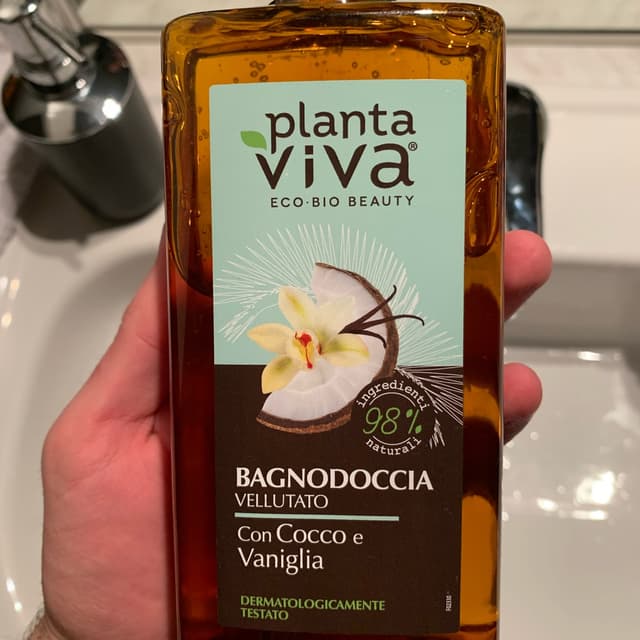 planta
viva®
ECO·BIO BEAUTY
ingredienti
98%
naturali
BAGNODOCCIA
VELLUTATO
Con Cocco e
Vaniglia
DERMATOLOGICAMENTE
TESTATO